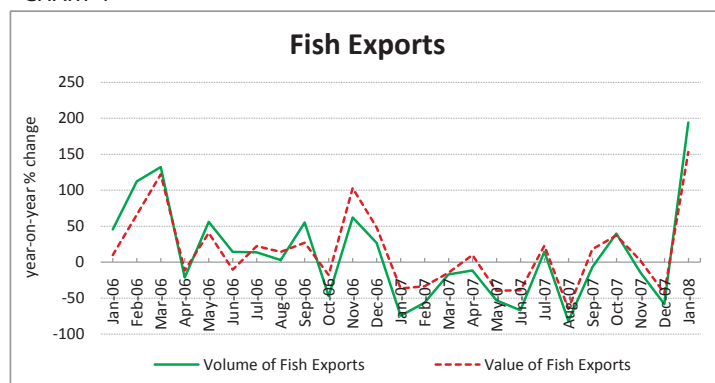 Fish Exports
year-on-year % change
250
200
150
100
50
0
-50
-100
Jan-06
Feb-06
Mar-06
Apr-06
May-06
Jun-06
Jul-06
Aug-06
Sep-06
Oct-06
Nov-06
Dec-06
Jan-07
Feb-07
Mar-07
Apr-07
May-07
Jun-07
Jul-07
Aug-07
Sep-07
Oct-07
Nov-07
Dec-07
Jan-08
Volume of Fish Exports
Value of Fish Exports